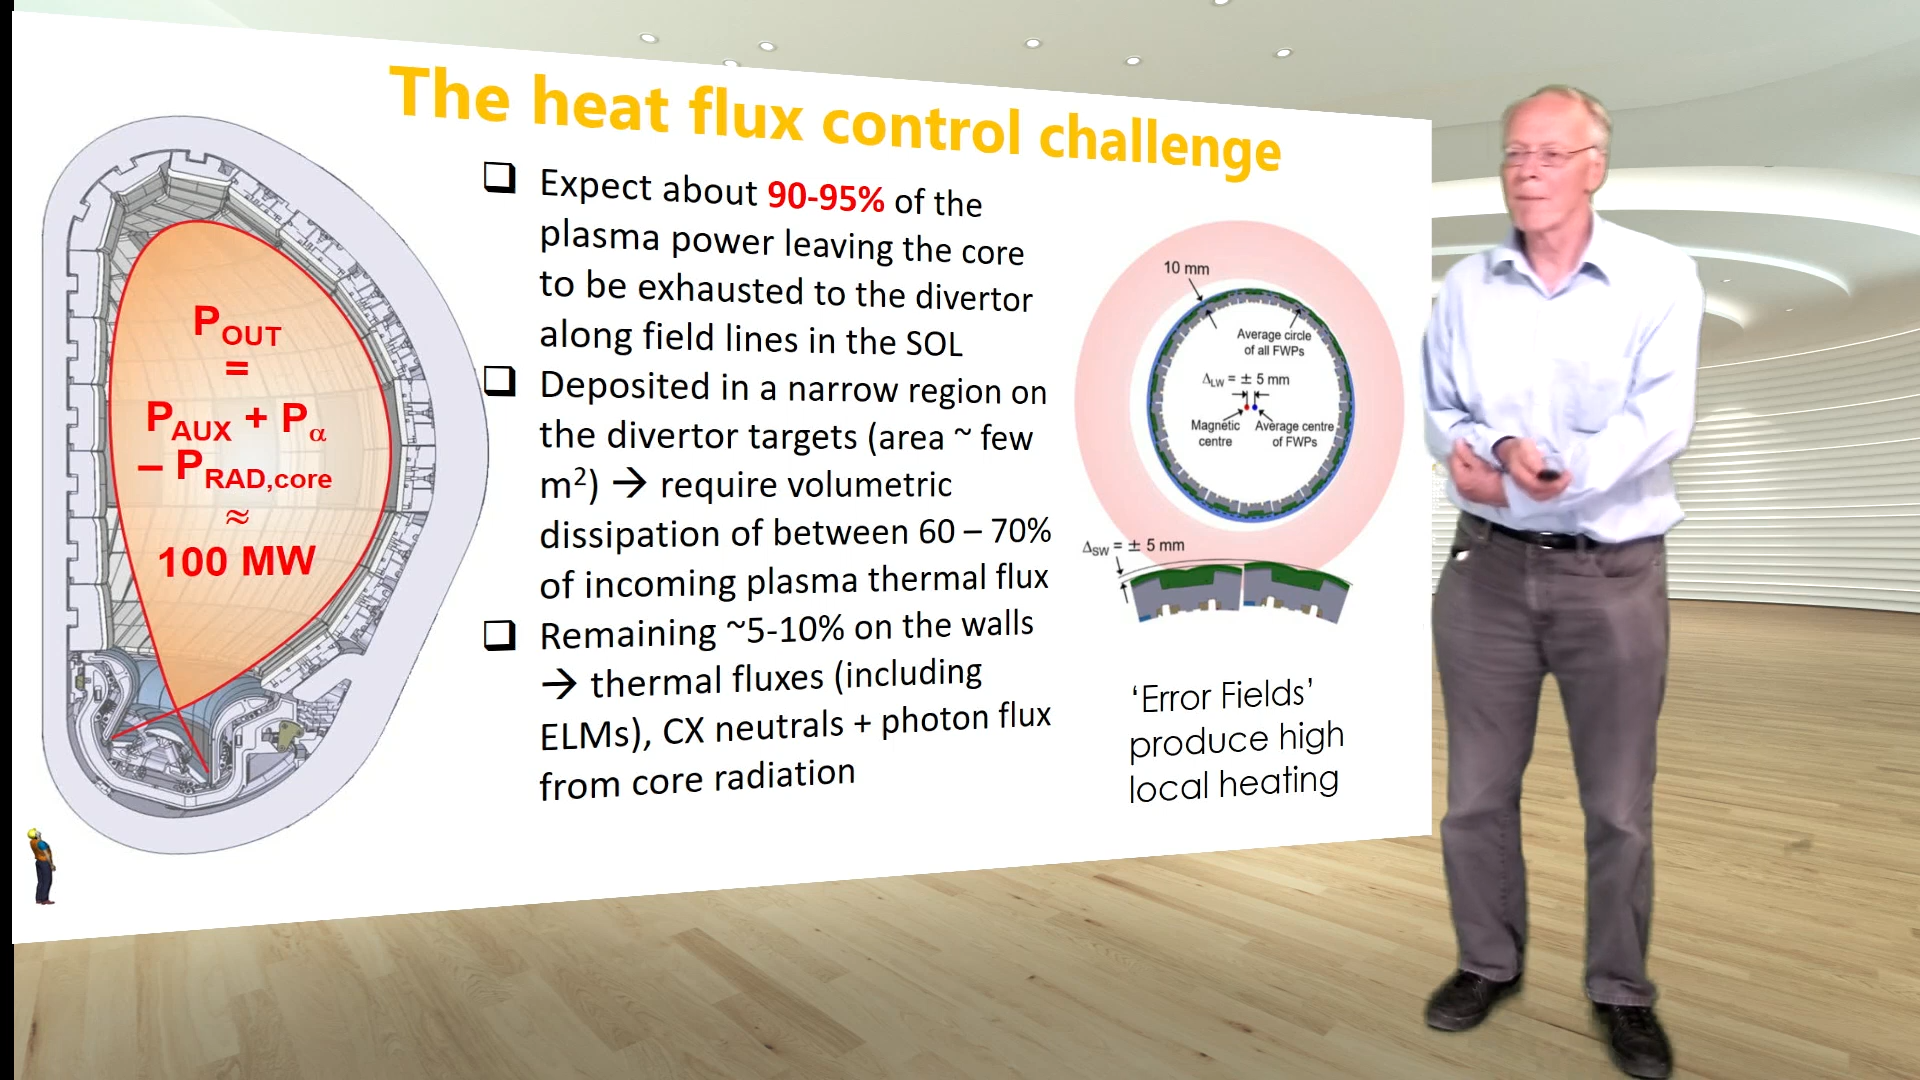 The heat flux control challenge
P_OUT
=
P_AUX + P_α
– P_RAD,core
≈
100 MW
❑ Expect about 90-95% of the
plasma power leaving the core
to be exhausted to the divertor
along field lines in the SOL
❑ Deposited in a narrow region on
the divertor targets (area ~ few
m²) → require volumetric
dissipation of between 60 – 70%
of incoming plasma thermal flux
❑ Remaining ~5-10% on the walls
→ thermal fluxes (including
ELMs), CX neutrals + photon flux
from core radiation
10 mm
Average circle
of all FWPs
Δ_LW = ± 5 mm
Magnetic
centre
Average centre
of FWPs
Δ_SW = ± 5 mm
'Error Fields'
produce high
local heating